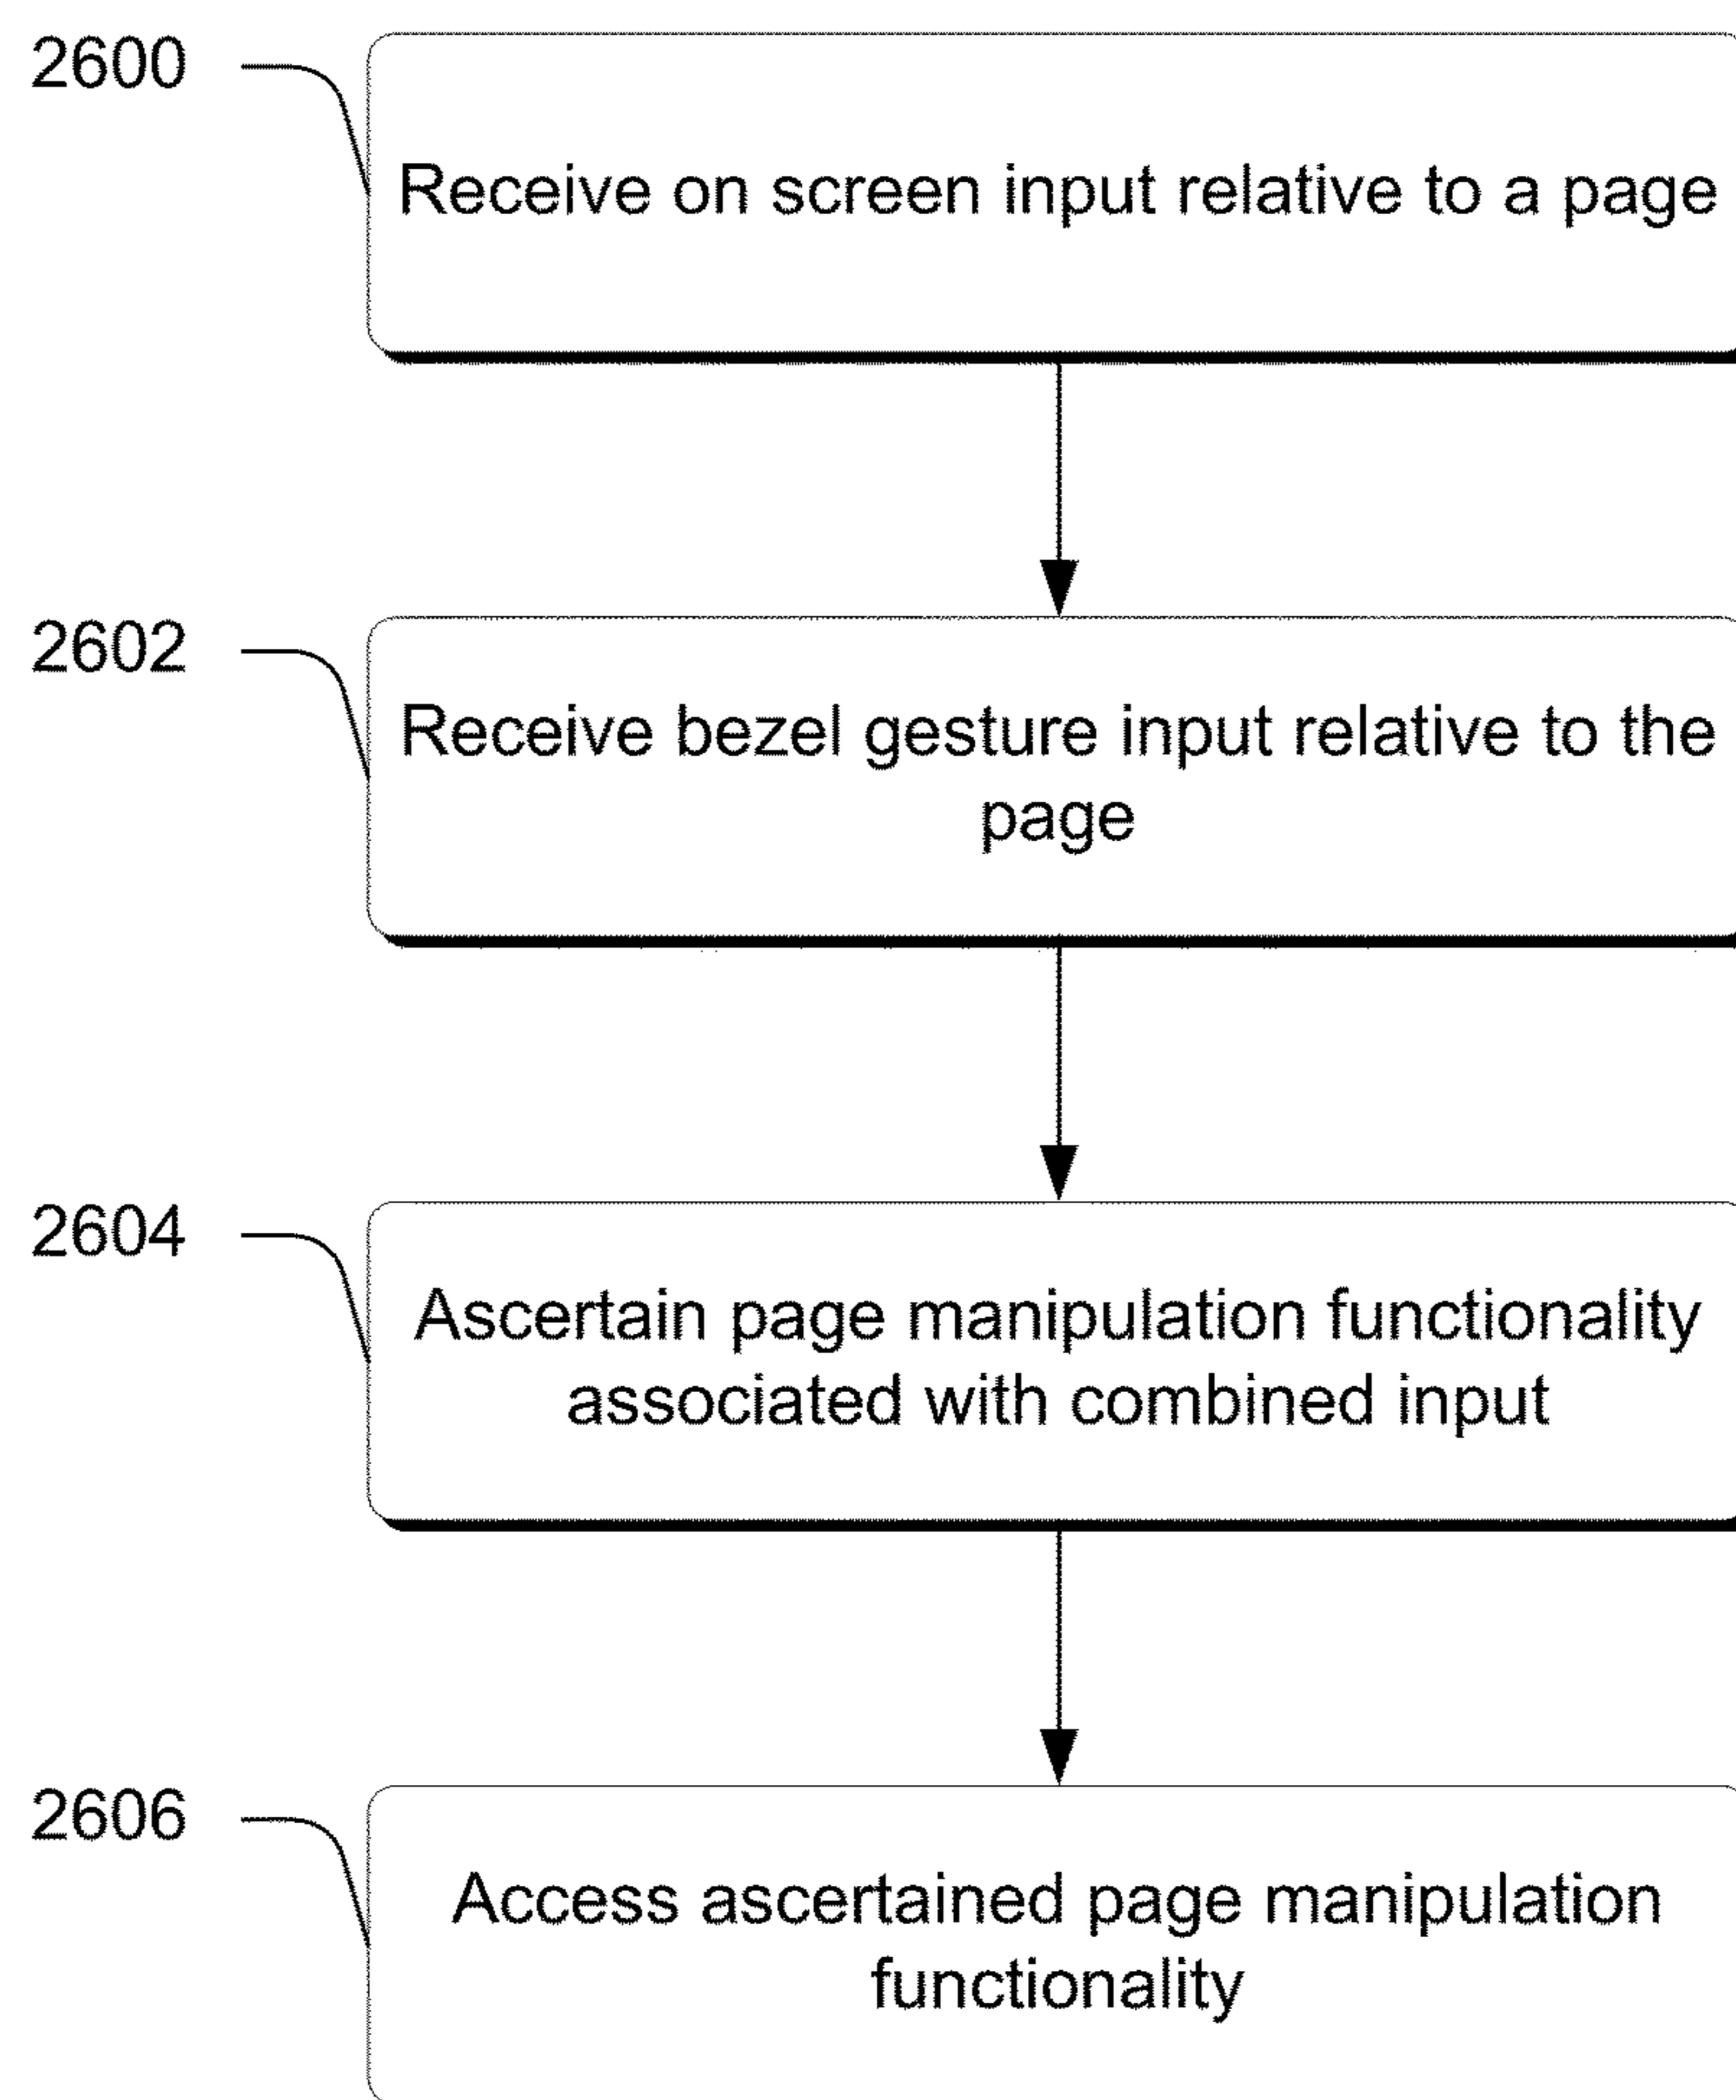 2600
Receive on screen input relative to a page
2602
Receive bezel gesture input relative to the
page
2604
Ascertain page manipulation functionality
associated with combined input
2606
Access ascertained page manipulation
functionality